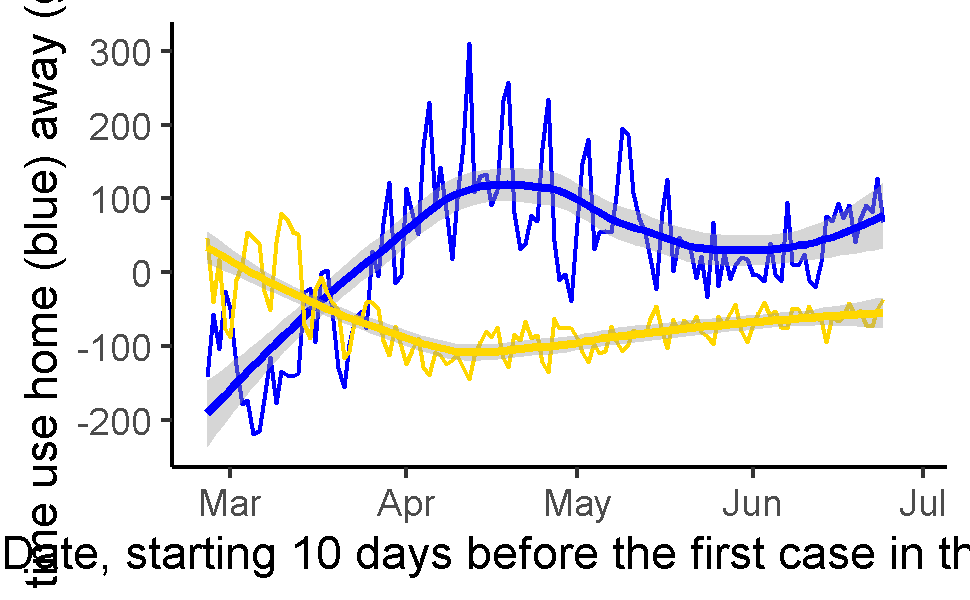 time use home (blue) away (
300
200
100
0
-100
-200
Mar Apr May Jun Jul
Date, starting 10 days before the first case in th